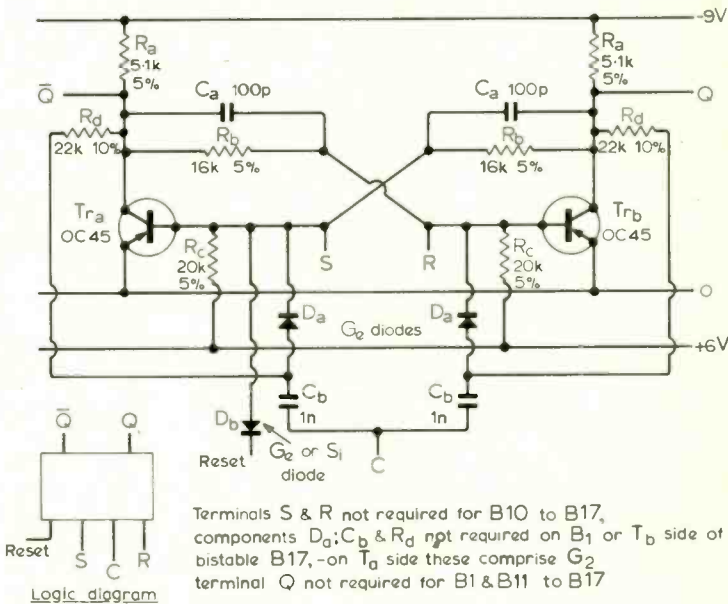 -9V
Ra
5·1k
5%
Ra
5·1k
5%
Ca 100p
Ca 100p
Q̅
Q
Rd
22k 10%
Rb
16k 5%
Rb
16k 5%
Rd
22k 10%
Tra
OC45
Trb
OC45
S
R
Rc
20k
5%
Rc
20k
5%
O
Da
Da
Ge diodes
+6V
Cb
1n
Cb
1n
Db
Ge or Si
diode
Reset
C
Q̅
Q
Reset
S
C
R
Logic diagram
Terminals S & R not required for B10 to B17,
components Da; Cb & Rd not required on B1 or Tb side of
bistable B17, -on Ta side these comprise G2
terminal Q not required for B1 & B11 to B17